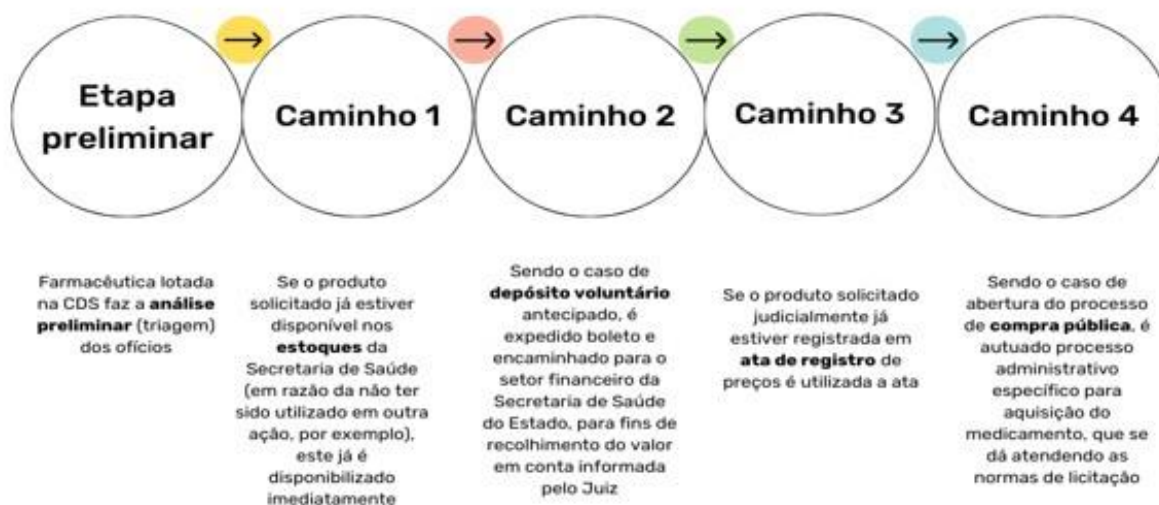 Etapa
preliminar
Caminho 1
Caminho 2
Caminho 3
Caminho 4
Farmacêutica lotada
na CDS faz a análise
preliminar (triagem)
dos ofícios
Se o produto
solicitado já estiver
disponível nos
estoques da
Secretaria de Saúde
(em razão da não ter
sido utilizado em outra
ação, por exemplo),
este já é
disponibilizado
imediatamente
Sendo o caso de
depósito voluntário
antecipado, é
expedido boleto e
encaminhado para o
setor financeiro da
Secretaria de Saúde
do Estado, para fins de
recolhimento do valor
em conta informada
pelo Juiz
Se o produto solicitado
judicialmente já
estiver registrada em
ata de registro de
preços é utilizada a ata
Sendo o caso de
abertura do processo
de compra pública, é
autuado processo
administrativo
específico para
aquisição do
medicamento, que se
dá atendendo as
normas de licitação